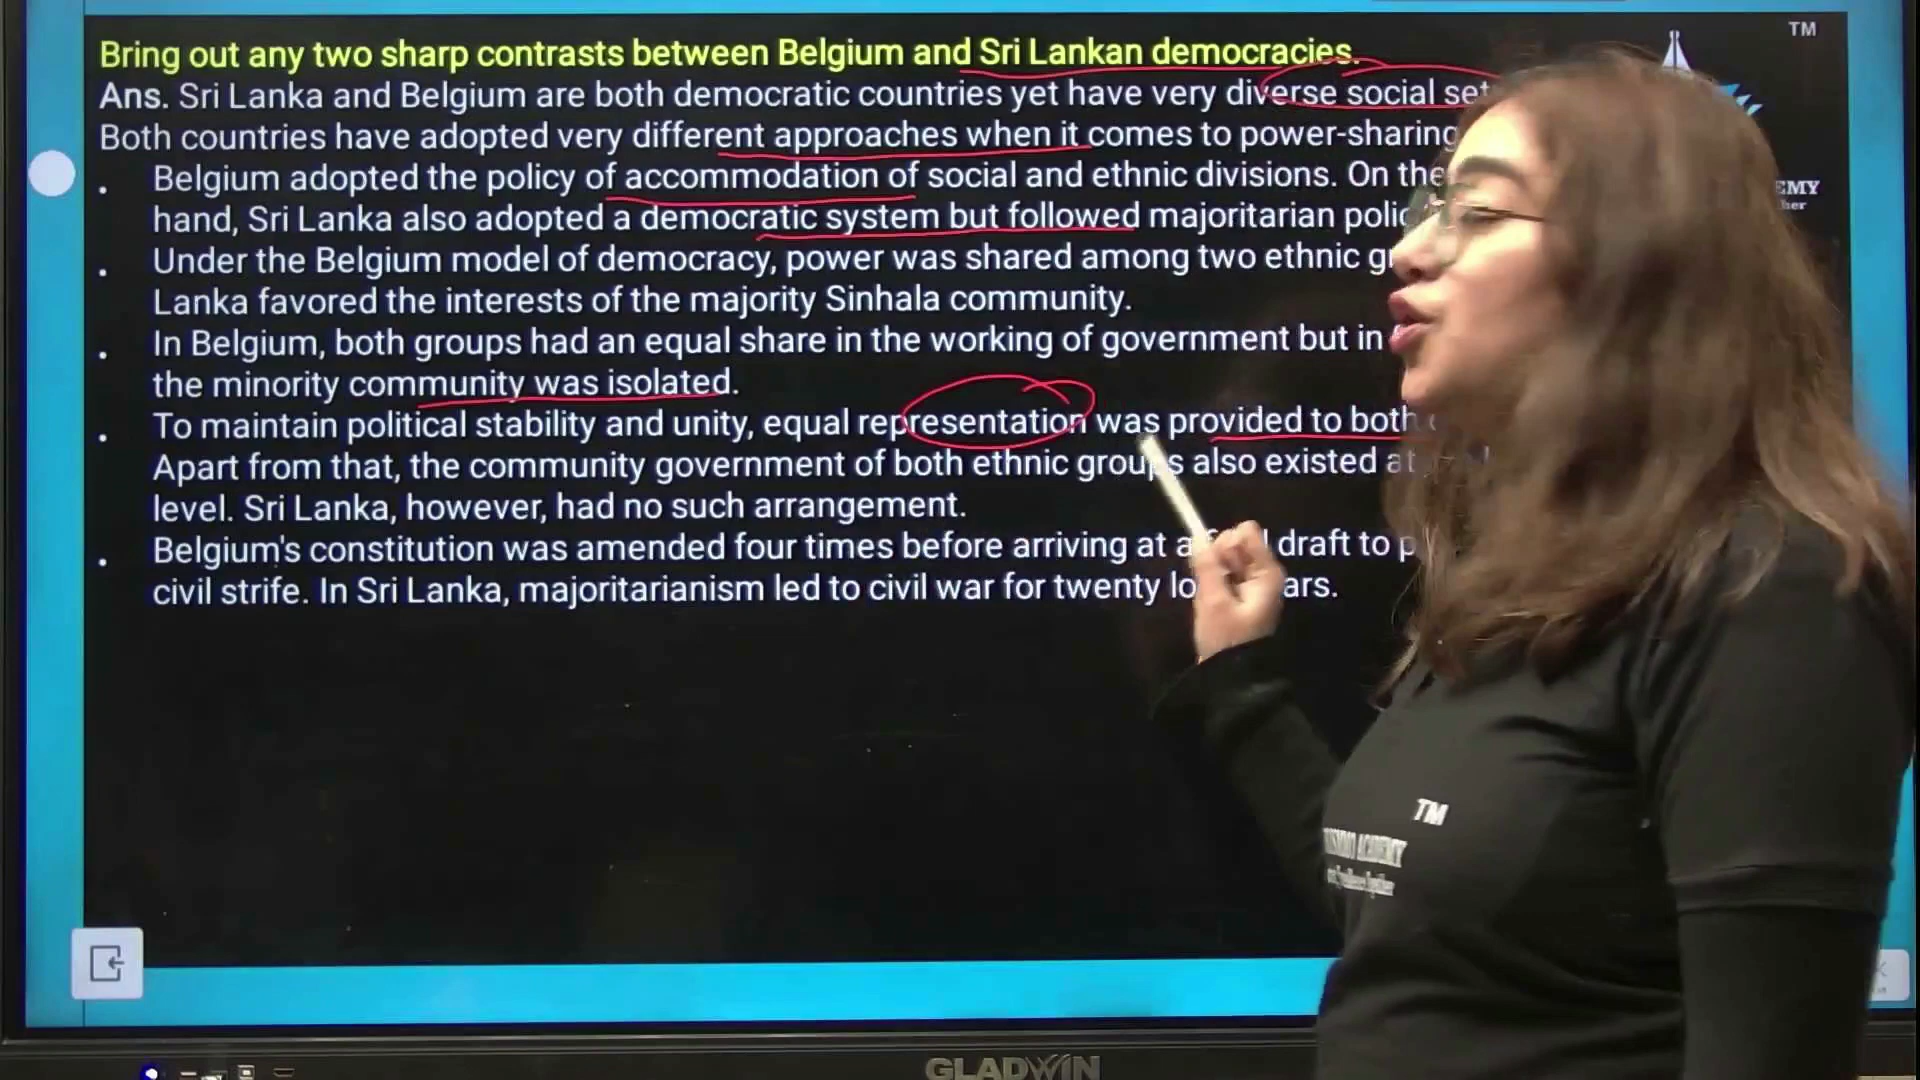 Bring out any two sharp contrasts between Belgium and Sri Lankan democracies.
Ans. Sri Lanka and Belgium are both democratic countries yet have very diverse social
Both countries have adopted very different approaches when it comes to power-sharing
• Belgium adopted the policy of accommodation of social and ethnic divisions. On the
hand, Sri Lanka also adopted a democratic system but followed majoritarian
• Under the Belgium model of democracy, power was shared among two ethnic
Lanka favored the interests of the majority Sinhala community.
• In Belgium, both groups had an equal share in the working of government but in
the minority community was isolated.
• To maintain political stability and unity, equal representation was provided to both
Apart from that, the community government of both ethnic groups also existed at
level. Sri Lanka, however, had no such arrangement.
• Belgium's constitution was amended four times before arriving at a draft to
civil strife. In Sri Lanka, majoritarianism led to civil war for twenty
TM
TM
ACADEMY
GLADWIN